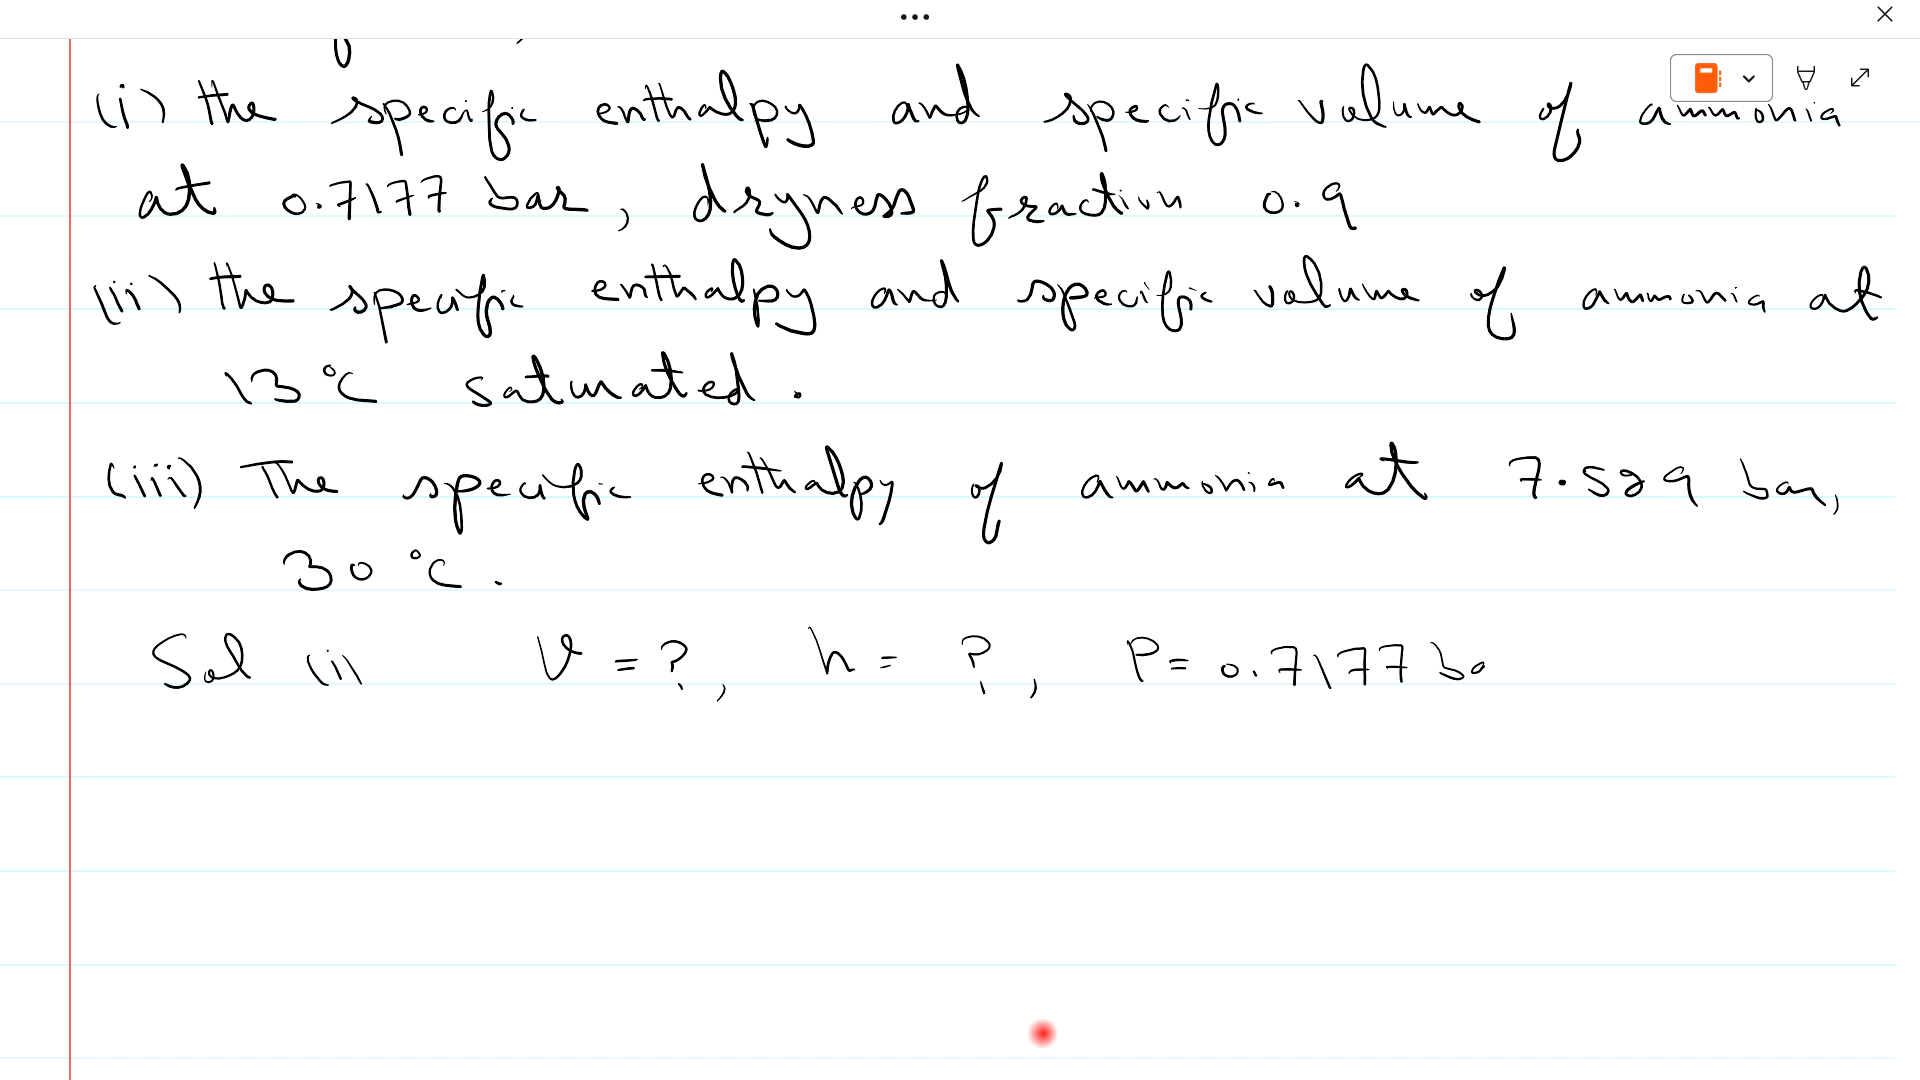 (i) the specific enthalpy and specific volume of ammonia
at 0.7177 bar, dryness fraction 0.9
(ii) the specific enthalpy and specific volume of ammonia at
13°C saturated.
(iii) The specific enthalpy of ammonia at 7.529 bar,
30°C.
Sol (i) v = ?, h = ?, P = 0.7177 ba